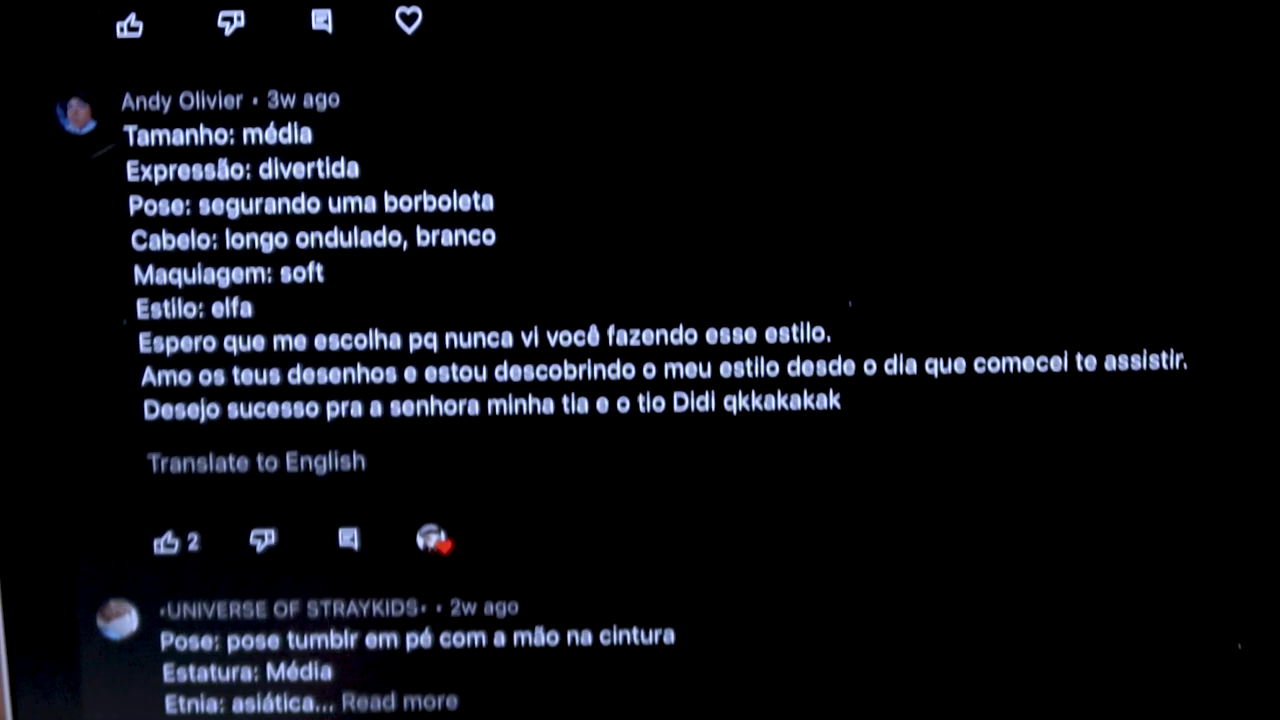 Andy Olivier • 3w ago
Tamanho: média
Expressão: divertida
Pose: segurando uma borboleta
Cabelo: longo ondulado, branco
Maquiagem: soft
Estilo: elfa
Espero que me escolha pq nunca vi você fazendo esse estilo.
Amo os teus desenhos e estou descobrindo o meu estilo desde o dia que comecei te assistir.
Desejo sucesso pra a senhora minha tia e o tio Didi qkkakakak
Translate to English
2
•UNIVERSE OF STRAYKIDS• • 2w ago
Pose: pose tumblr em pé com a mão na cintura
Estatura: Média
Etnia: asiática... Read more